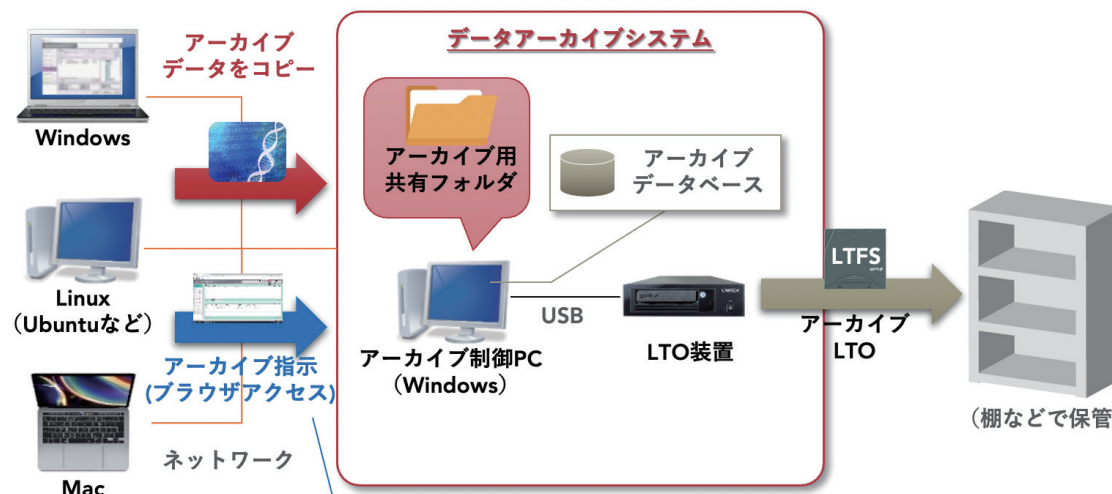 アーカイブ
データをコピー
Windows
Linux
（Ubuntuなど）
アーカイブ指示
(ブラウザアクセス)
Mac
ネットワーク
データアーカイブシステム
アーカイブ用
共有フォルダ
アーカイブ
データベース
アーカイブ制御PC
（Windows）
USB
LTO装置
LTFS
アーカイブ
LTO
（棚などで保管